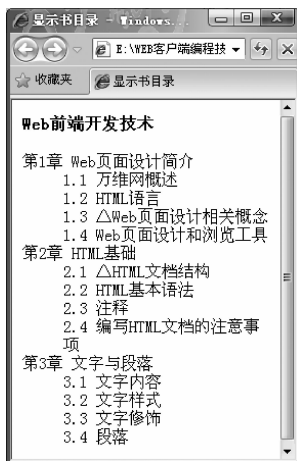 显示书目录 - Windows...
E:\WEB客户端编程技
收藏夹 显示书目录
Web前端开发技术
第1章 Web页面设计简介
1.1 万维网概述
1.2 HTML语言
1.3 △Web页面设计相关概念
1.4 Web页面设计和浏览工具
第2章 HTML基础
2.1 △HTML文档结构
2.2 HTML基本语法
2.3 注释
2.4 编写HTML文档的注意事
项
第3章 文字与段落
3.1 文字内容
3.2 文字样式
3.3 文字修饰
3.4 段落